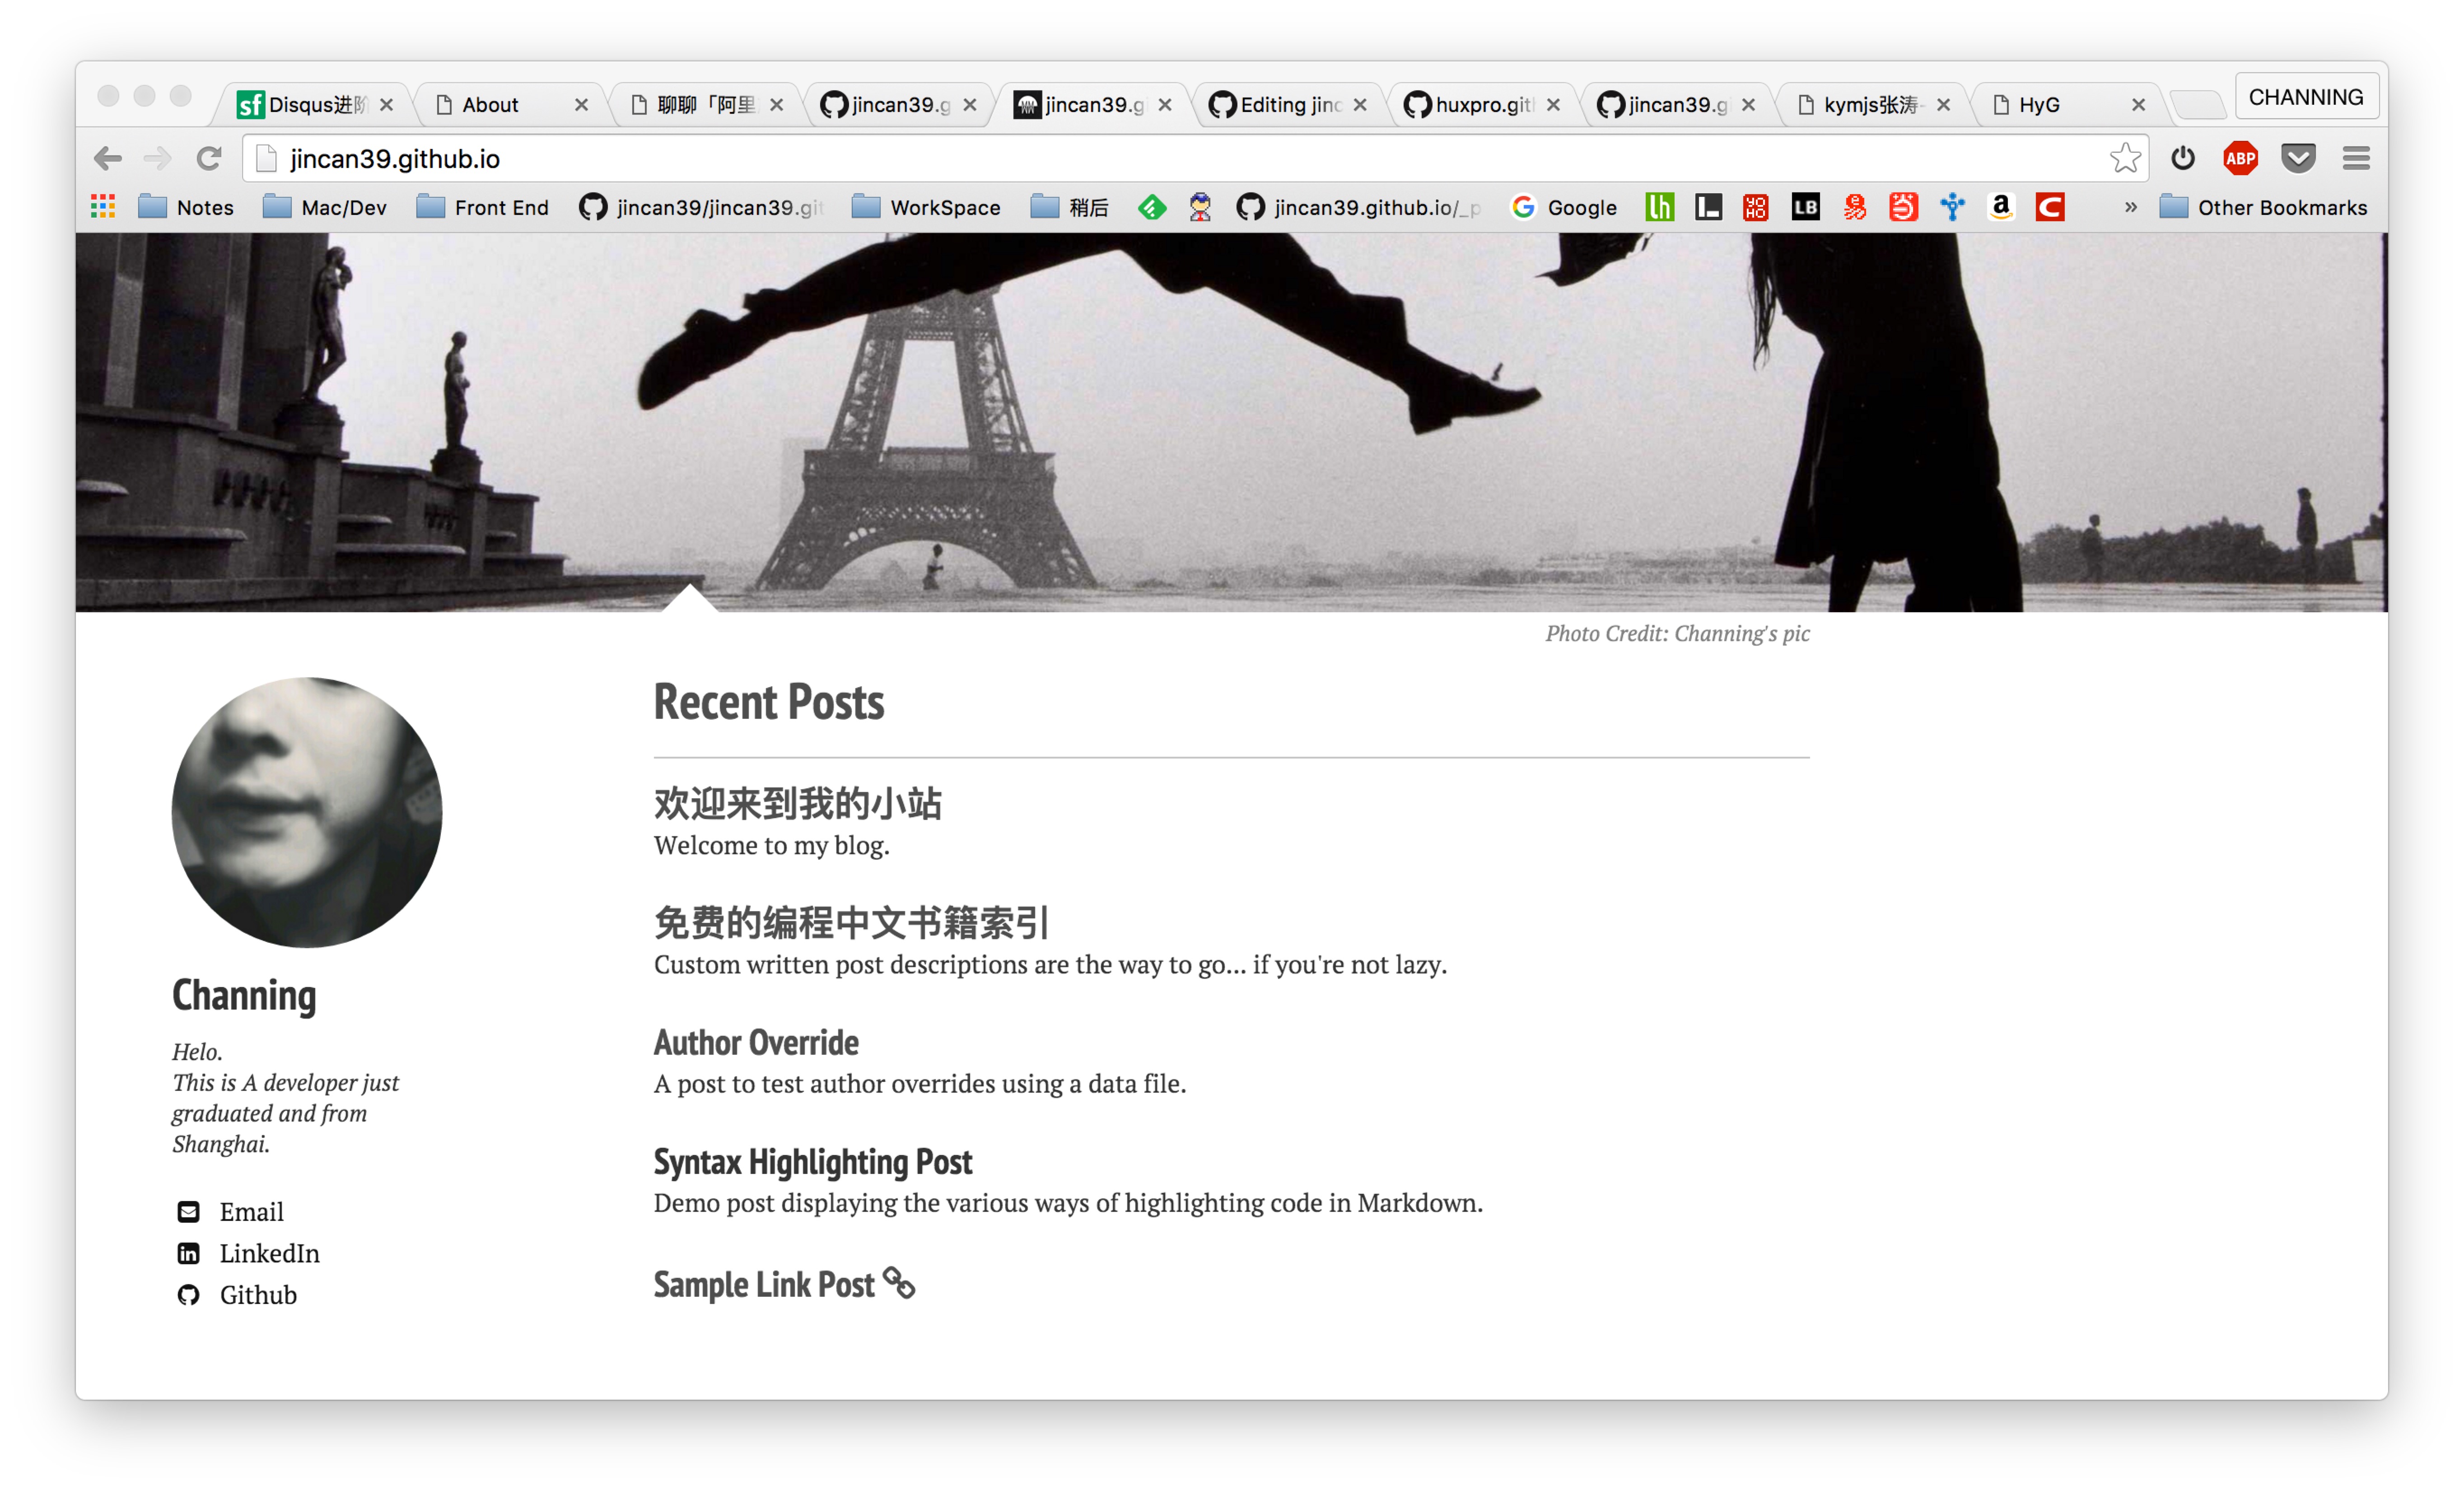 Disqus进阶
About
聊聊「阿里
jincan39.g
jincan39.g
Editing jinc
huxpro.git
jincan39.g
kymjs张涛-
HyG
CHANNING
jincan39.github.io
ABP
Notes
Mac/Dev
Front End
jincan39/jincan39.git
WorkSpace
稍后
jincan39.github.io/_p
Google
Other Bookmarks
Photo Credit: Channing's pic
Recent Posts
欢迎来到我的小站
Welcome to my blog.
免费的编程中文书籍索引
Custom written post descriptions are the way to go... if you're not lazy.
Author Override
A post to test author overrides using a data file.
Syntax Highlighting Post
Demo post displaying the various ways of highlighting code in Markdown.
Sample Link Post
Channing
Helo.
This is A developer just
graduated and from
Shanghai.
Email
LinkedIn
Github